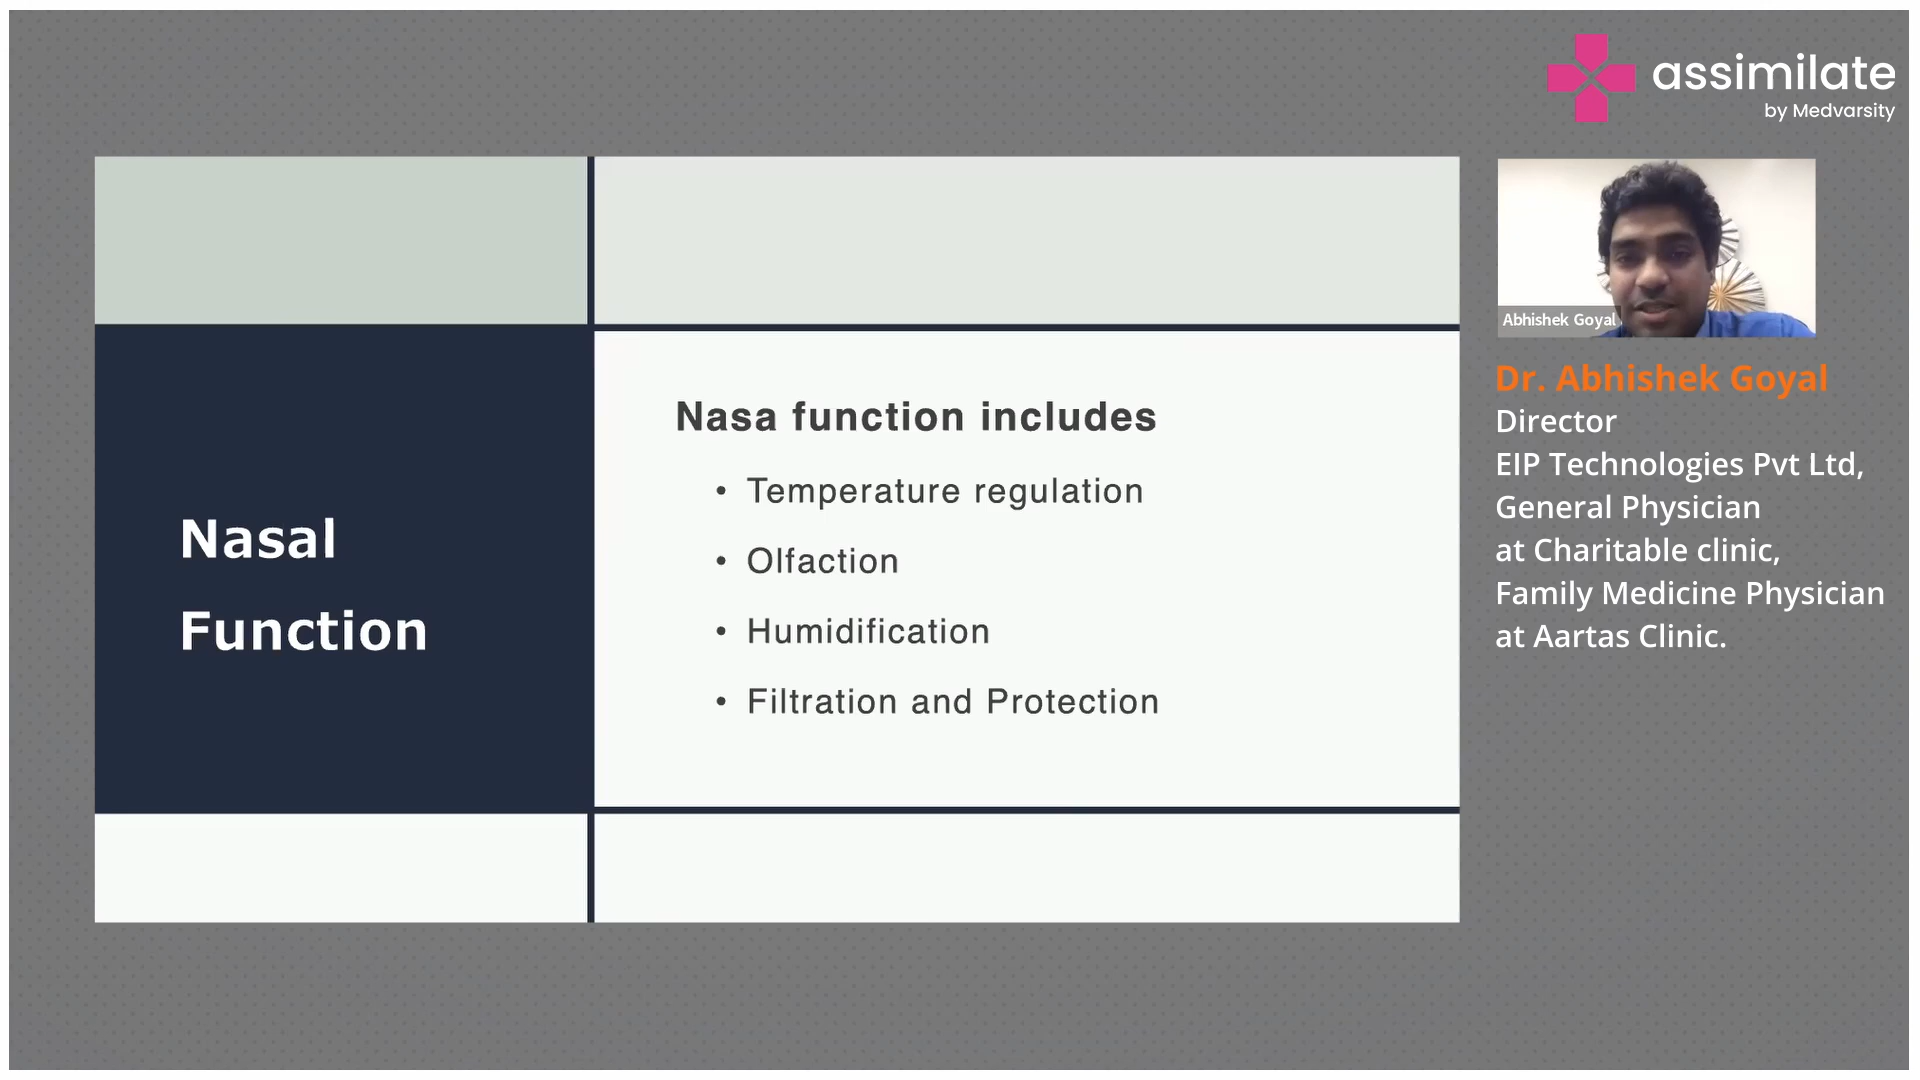 assimilate
by Medvarsity
Nasal
Function
Nasa function includes
• Temperature regulation
• Olfaction
• Humidification
• Filtration and Protection
Abhishek Goyal
Dr. Abhishek Goyal
Director
EIP Technologies Pvt Ltd,
General Physician
at Charitable clinic,
Family Medicine Physician
at Aartas Clinic.